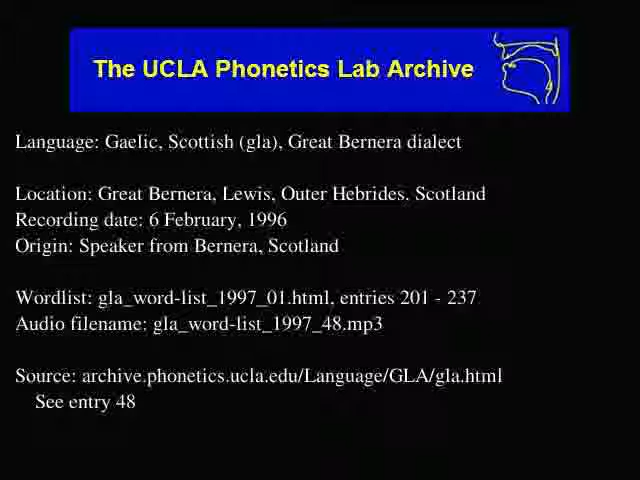 The UCLA Phonetics Lab Archive
Language: Gaelic, Scottish (gla), Great Bernera dialect
Location: Great Bernera, Lewis, Outer Hebrides. Scotland
Recording date: 6 February, 1996
Origin: Speaker from Bernera, Scotland
Wordlist: gla_word-list_1997_01.html, entries 201 - 237
Audio filename: gla_word-list_1997_48.mp3
Source: archive.phonetics.ucla.edu/Language/GLA/gla.html
See entry 48